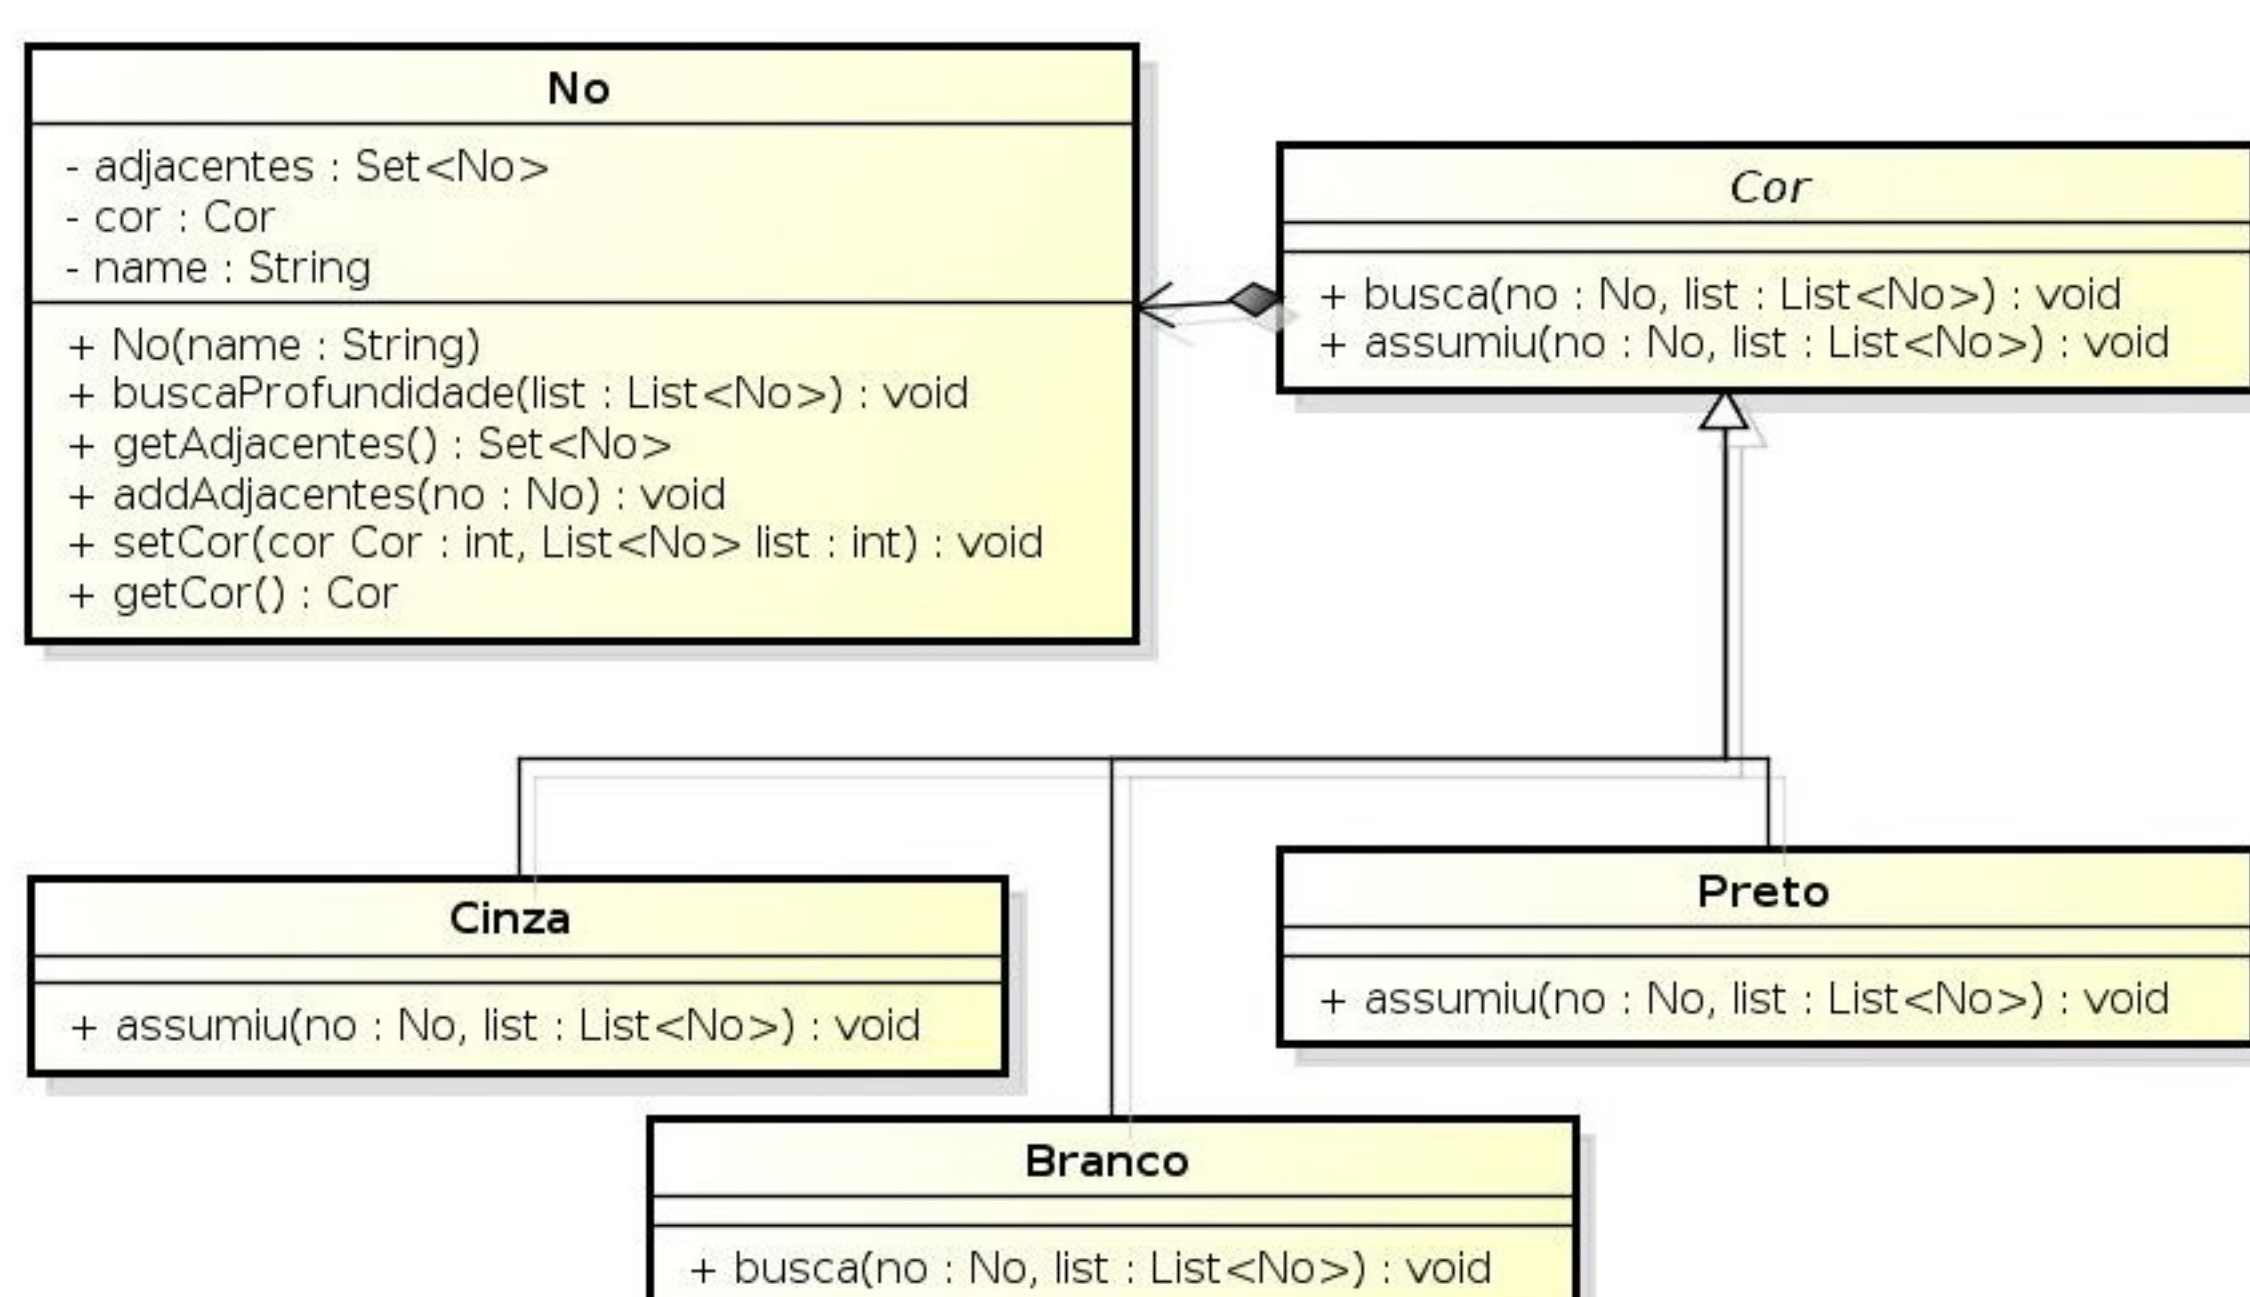 No
- adjacentes : Set<No>
- cor : Cor
- name : String
+ No(name : String)
+ buscaProfundidade(list : List<No>) : void
+ getAdjacentes() : Set<No>
+ addAdjacentes(no : No) : void
+ setCor(cor Cor : int, List<No> list : int) : void
+ getCor() : Cor
Cor
+ busca(no : No, list : List<No>) : void
+ assumiu(no : No, list : List<No>) : void
Cinza
+ assumiu(no : No, list : List<No>) : void
Preto
+ assumiu(no : No, list : List<No>) : void
Branco
+ busca(no : No, list : List<No>) : void